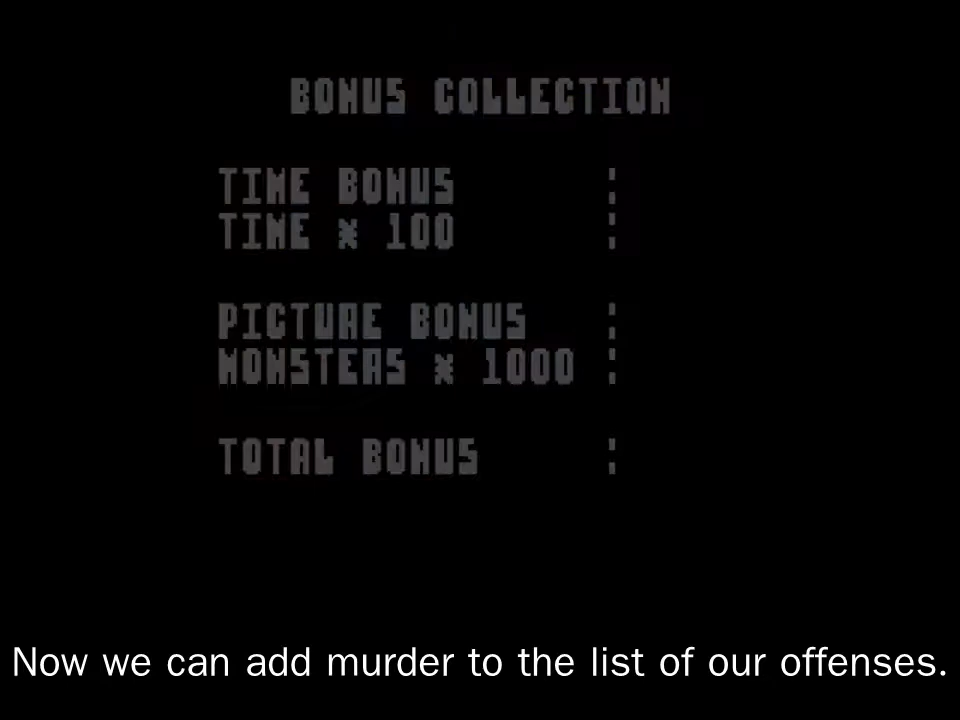 BONUS COLLECTION
TIME BONUS :
TIME * 100 :
PICTURE BONUS :
MONSTERS * 1000 :
TOTAL BONUS :
Now we can add murder to the list of our offenses.